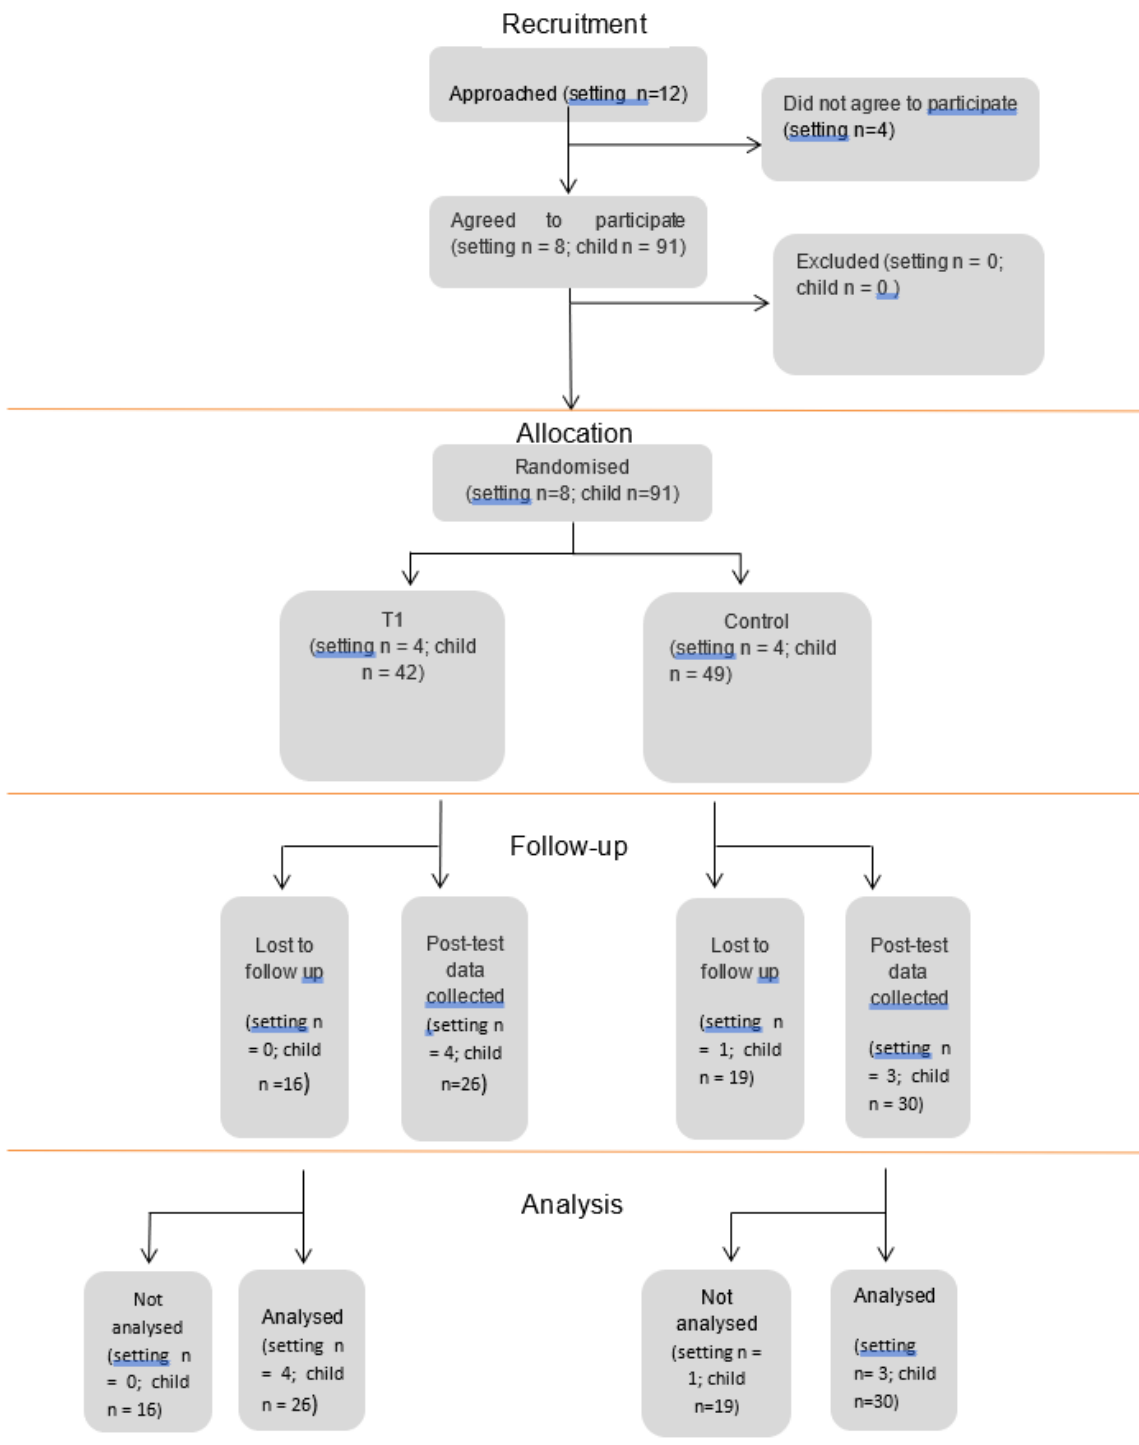 Recruitment
Approached (setting n=12)
Did not agree to participate
(setting n=4)
Agreed to participate
(setting n = 8; child n = 91)
Excluded (setting n = 0;
child n = 0 )
Allocation
Randomised
(setting n=8; child n=91)
T1
(setting n = 4; child
n = 42)
Control
(setting n = 4; child
n = 49)
Follow-up
Lost to
follow up
(setting n
= 0; child
n =16)
Post-test
data
collected
(setting n
= 4; child
n=26)
Lost to
follow up
(setting n
= 1; child
n = 19)
Post-test
data
collected
(setting n
= 3; child
n = 30)
Analysis
Not
analysed
(setting n
= 0; child
n = 16)
Analysed
(setting n
= 4; child
n = 26)
Not
analysed
(setting n =
1; child
n=19)
Analysed
(setting
n= 3; child
n=30)